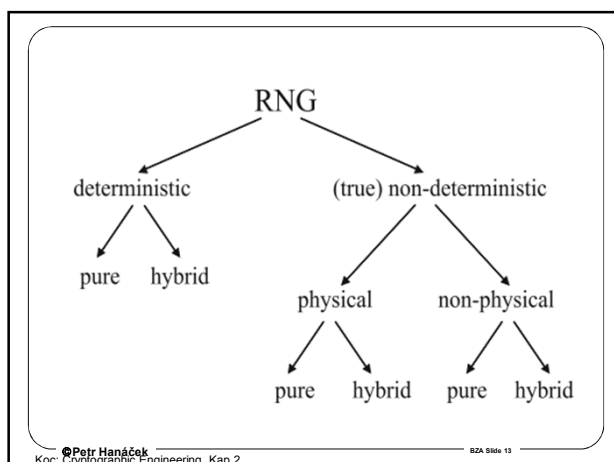 RNG
deterministic (true) non-deterministic
pure hybrid
physical non-physical
pure hybrid pure hybrid
©Petr Hanáček BZA Slide 13
Koc: Cryptographic Engineering, Kap 2